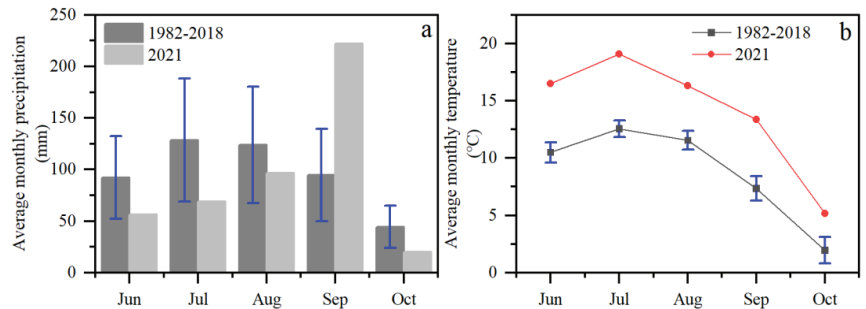 a
1982-2018
2021
Average monthly precipitation
(mm)
250
200
150
100
50
0
Jun Jul Aug Sep Oct
b
1982-2018
2021
Average monthly temperature
(°C)
20
15
10
5
0
Jun Jul Aug Sep Oct